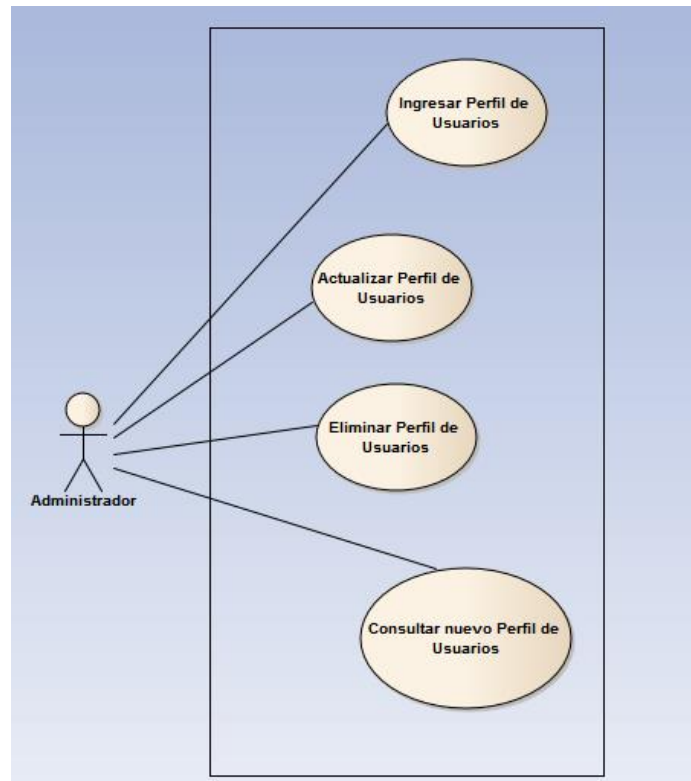 Ingresar Perfil de
Usuarios
Actualizar Perfil de
Usuarios
Eliminar Perfil de
Usuarios
Administrador
Consultar nuevo Perfil de
Usuarios